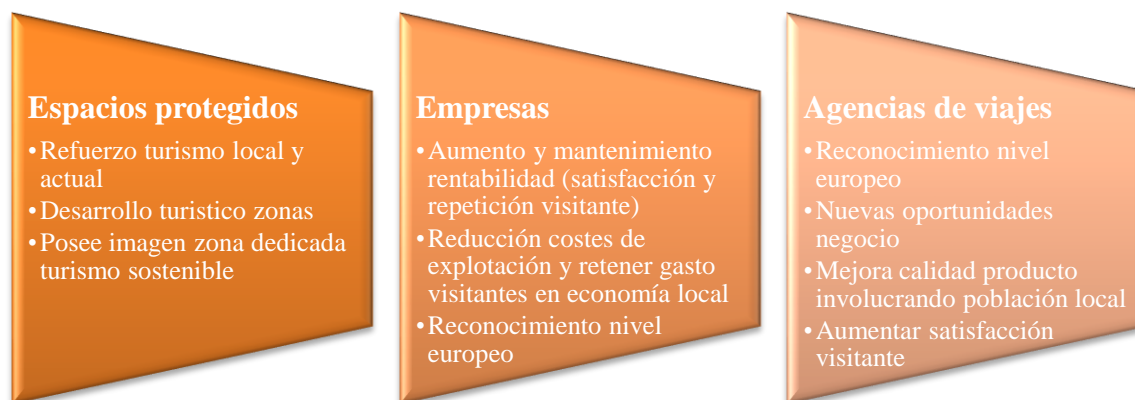 Espacios protegidos
•Refuerzo turismo local y
actual
•Desarrollo turistico zonas
•Posee imagen zona dedicada
turismo sostenible
Empresas
•Aumento y mantenimiento
rentabilidad (satisfacción y
repetición visitante)
•Reducción costes de
explotación y retener gasto
visitantes en economía local
•Reconocimiento nivel
europeo
Agencias de viajes
•Reconocimiento nivel
europeo
•Nuevas oportunidades
negocio
•Mejora calidad producto
involucrando población local
•Aumentar satisfacción
visitante